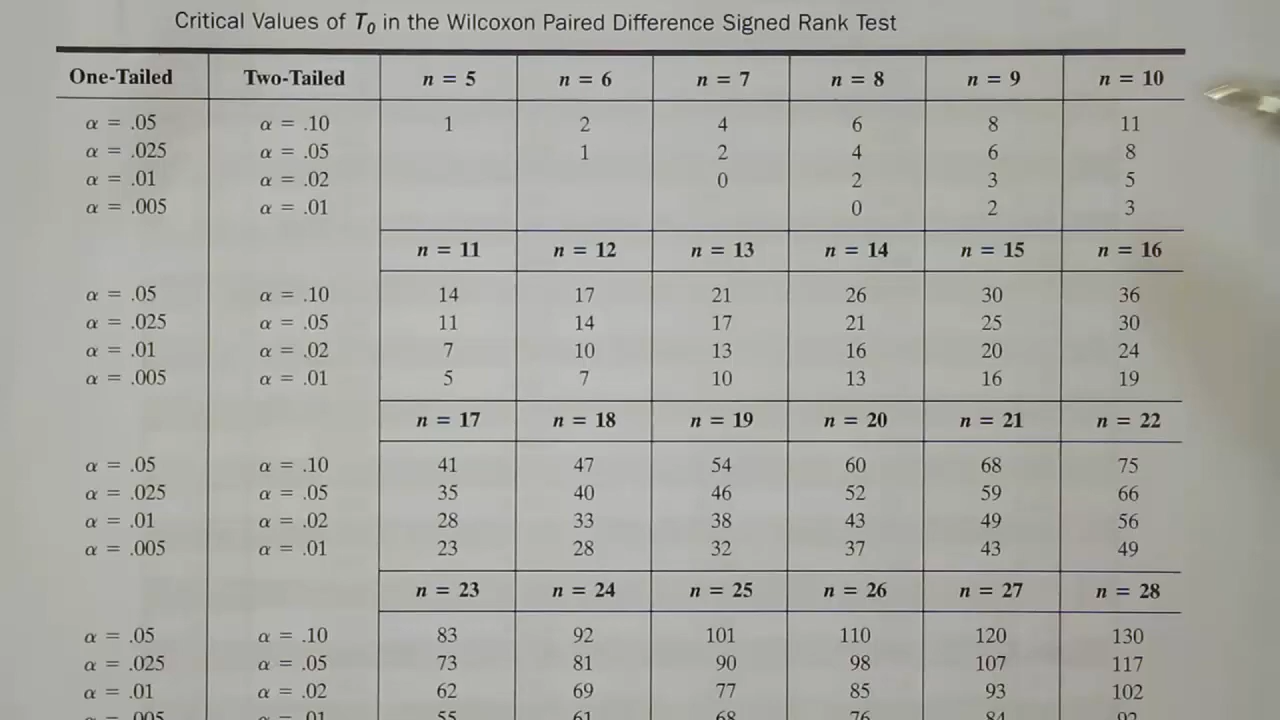 Critical Values of T0 in the Wilcoxon Paired Difference Signed Rank Test
One-Tailed Two-Tailed n = 5 n = 6 n = 7 n = 8 n = 9 n = 10
α = .05 α = .10 1 2 4 6 8 11
α = .025 α = .05 1 2 4 6 8
α = .01 α = .02 0 2 3 5
α = .005 α = .01 0 2 3
n = 11 n = 12 n = 13 n = 14 n = 15 n = 16
α = .05 α = .10 14 17 21 26 30 36
α = .025 α = .05 11 14 17 21 25 30
α = .01 α = .02 7 10 13 16 20 24
α = .005 α = .01 5 7 10 13 16 19
n = 17 n = 18 n = 19 n = 20 n = 21 n = 22
α = .05 α = .10 41 47 54 60 68 75
α = .025 α = .05 35 40 46 52 59 66
α = .01 α = .02 28 33 38 43 49 56
α = .005 α = .01 23 28 32 37 43 49
n = 23 n = 24 n = 25 n = 26 n = 27 n = 28
α = .05 α = .10 83 92 101 110 120 130
α = .025 α = .05 73 81 90 98 107 117
α = .01 α = .02 62 69 77 85 93 102
α = .005 α = .01 55 61 68 76 84 92